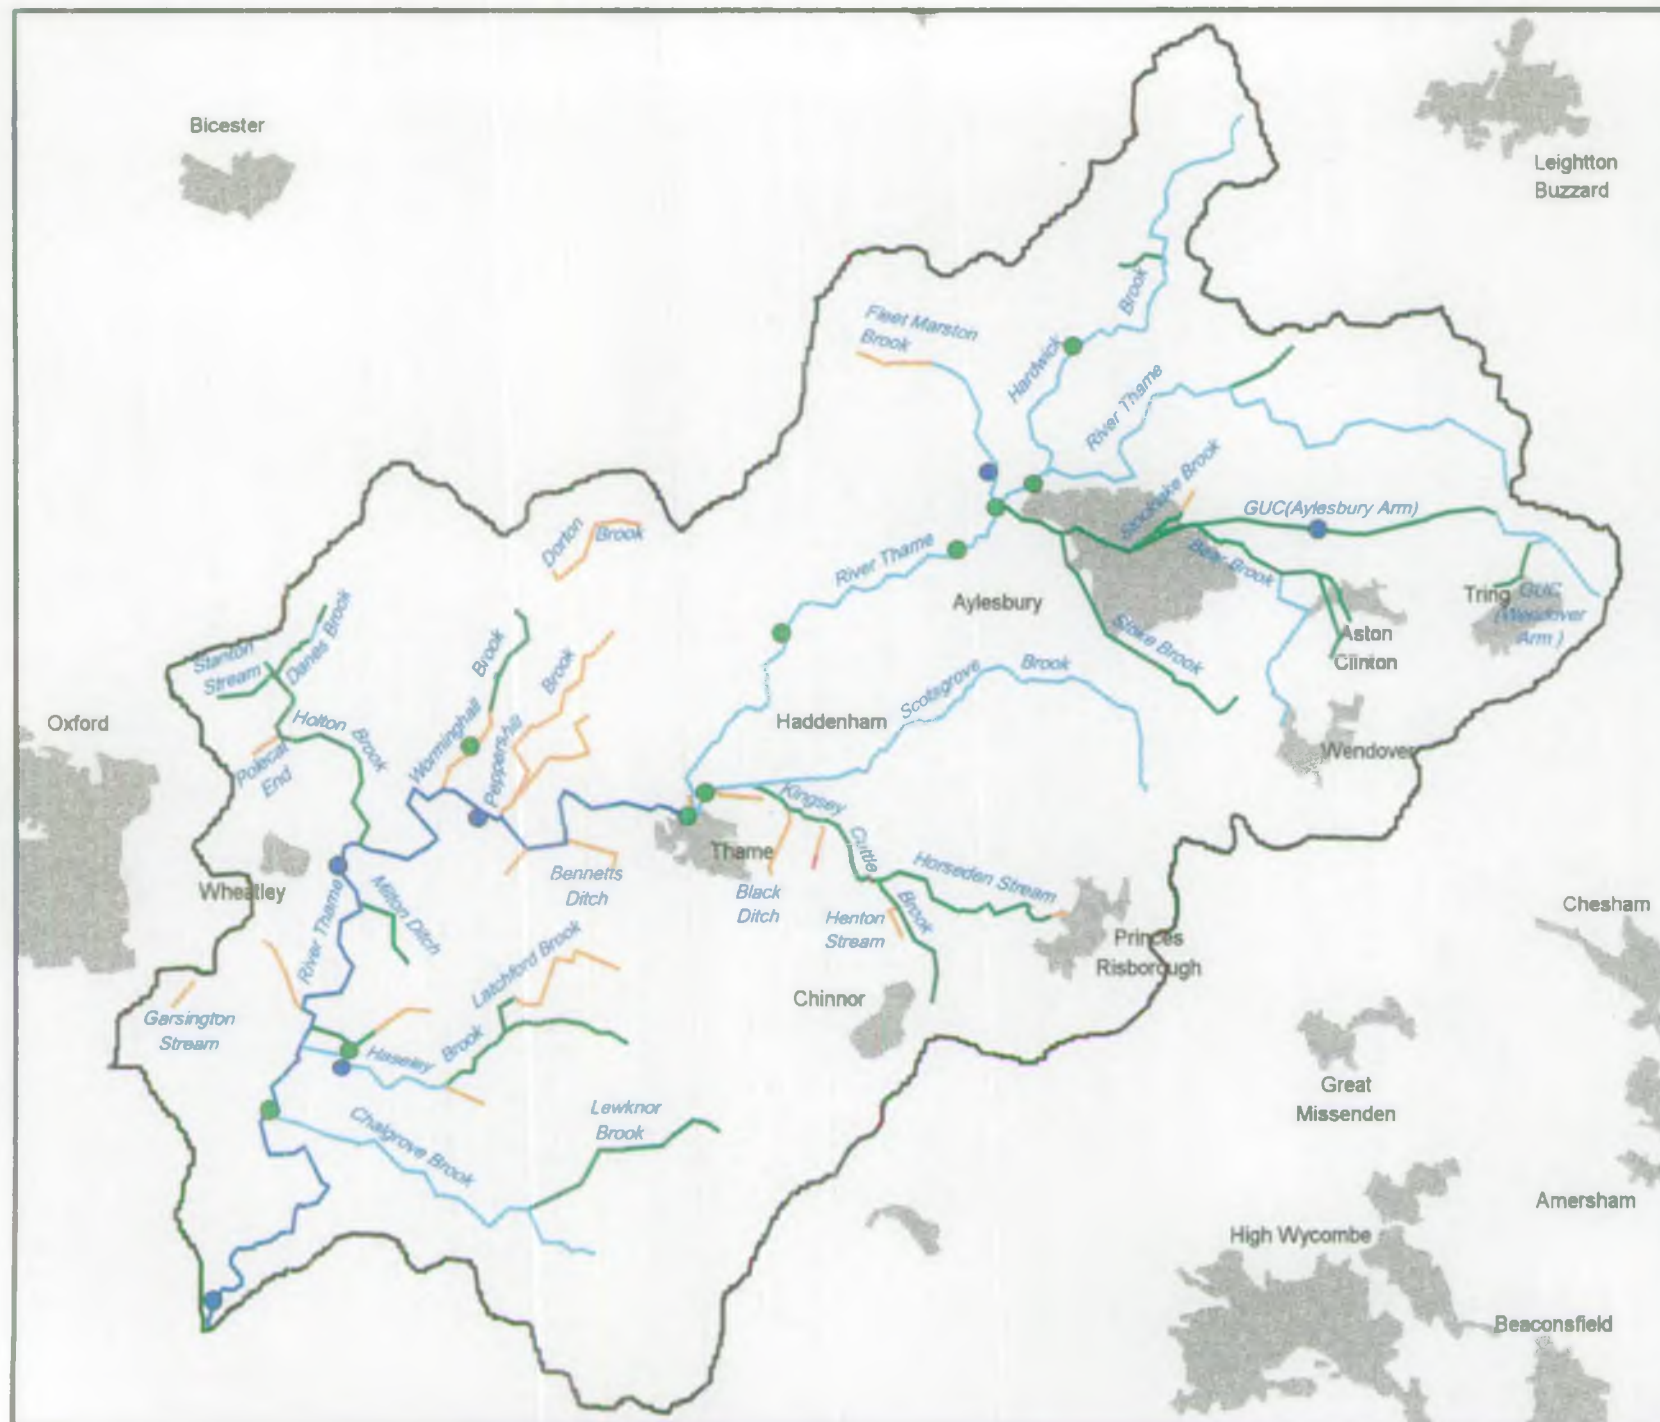 Bicester
Leightton
Buzzard
Fleet Marston
Brook
Hardwick
Brook
River Thame
Spodlake Brook
GUC(Aylesbury Arm)
Bear Brook
Tring
GUC
(Wendover
Arm)
Dorton
Brook
River Thame
Aylesbury
Aston
Clinton
Stoke Brook
Stanton
Stream
Danes Brook
Brook
Brook
Scotsgrove
Brook
Oxford
Holton
Brook
Worminghall
Peppershill
Haddenham
Wendover
Polecat
End
Kingsey
Cuttle
Brook
Thame
Horseden Stream
Wheatley
Bennetts
Ditch
Black
Ditch
Henton
Stream
Chesham
River Thame
Milton Ditch
Princes
Risborough
Latchford Brook
Chinnor
Garsington
Stream
Haseley
Brook
Great
Missenden
Chalgrove Brook
Lewknor
Brook
Amersham
High Wycombe
Beaconsfield